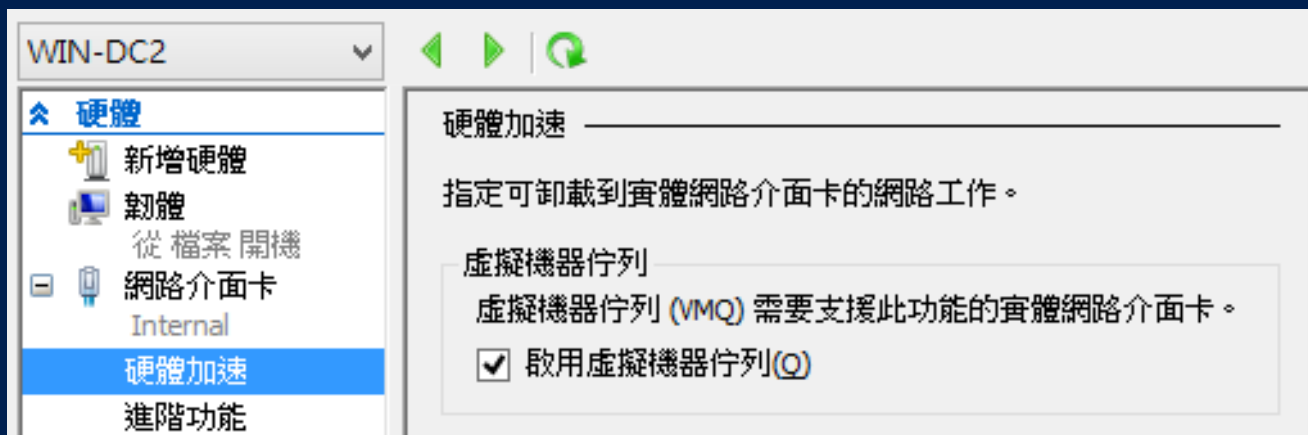 WIN-DC2
硬體
新增硬體
韌體
從 檔案 開機
網路介面卡
Internal
硬體加速
進階功能
硬體加速
指定可卸載到實體網路介面卡的網路工作。
虛擬機器佇列
虛擬機器佇列 (VMQ) 需要支援此功能的實體網路介面卡。
啟用虛擬機器佇列(Q)